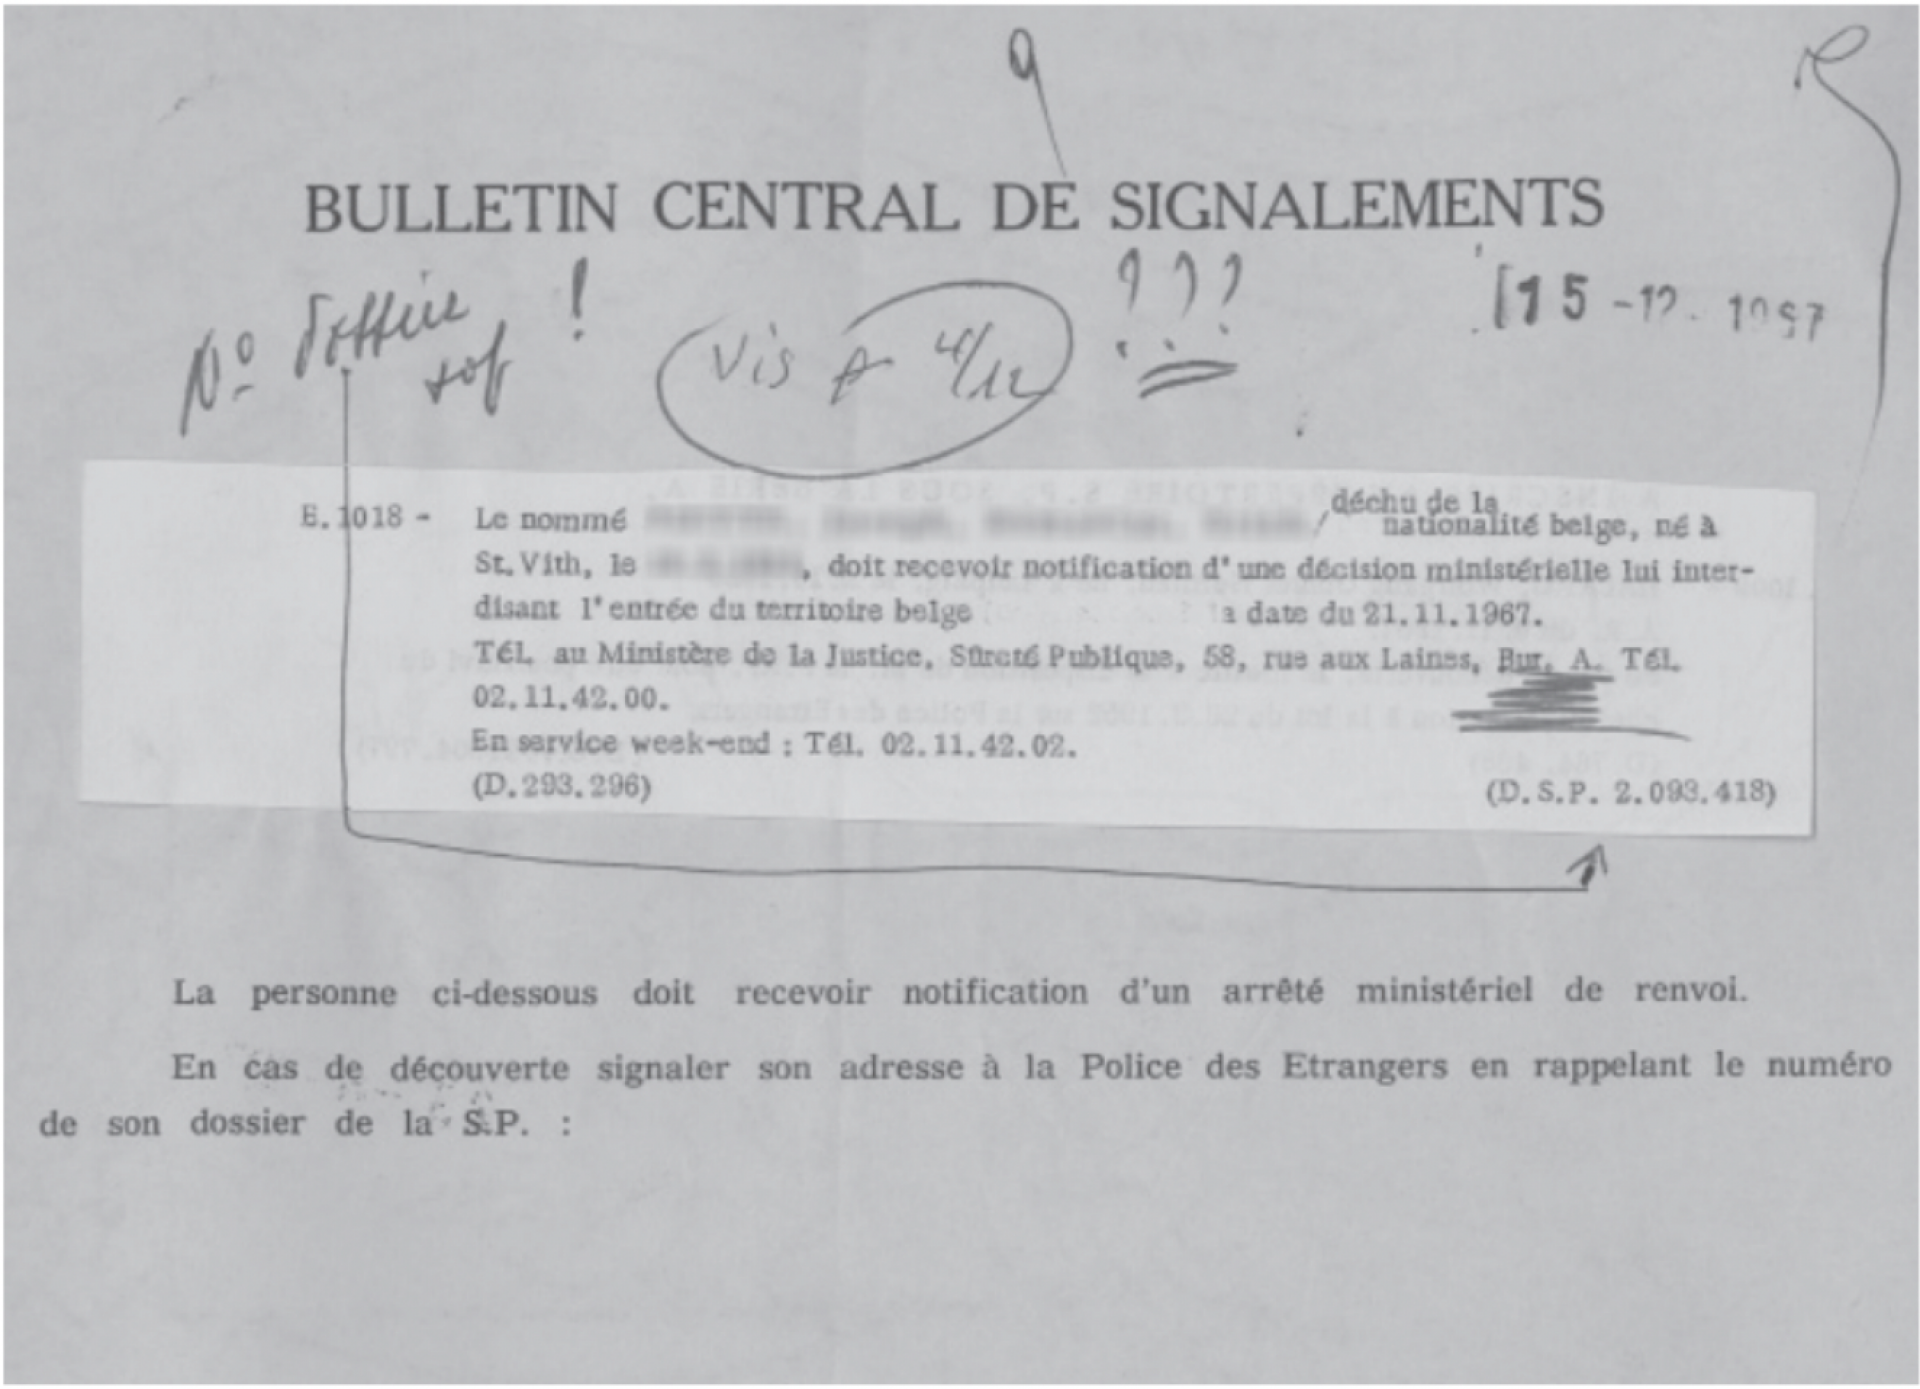 BULLETIN CENTRAL DE SIGNALEMENTS
No dossier !
Vis A 4/12
? ? ?
15 -12. 1967
E.1018 - Le nommé / déchu de la
nationalité belge, né à
St. Vith, le , doit recevoir notification d'une décision ministérielle lui inter-
disant l'entrée du territoire belge a date du 21.11.1967.
Tél. au Ministère de la Justice, Sûreté Publique, 58, rue aux Laines, Bur. A. Tél.
02.11.42.00.
En service week-end : Tél. 02.11.42.02.
(D.293.296) (D.S.P. 2.093.418)
La personne ci-dessous doit recevoir notification d'un arrêté ministériel de renvoi.
En cas de découverte signaler son adresse à la Police des Etrangers en rappelant le numéro
de son dossier de la S.P. :